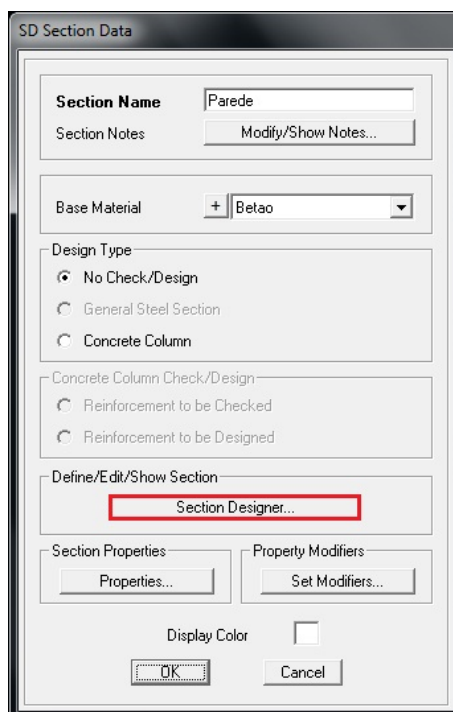 SD Section Data
Section Name Parede
Section Notes Modify/Show Notes...
Base Material + Betao
Design Type
No Check/Design
General Steel Section
Concrete Column
Concrete Column Check/Design
Reinforcement to be Checked
Reinforcement to be Designed
Define/Edit/Show Section
Section Designer...
Section Properties Property Modifiers
Properties... Set Modifiers...
Display Color
OK Cancel